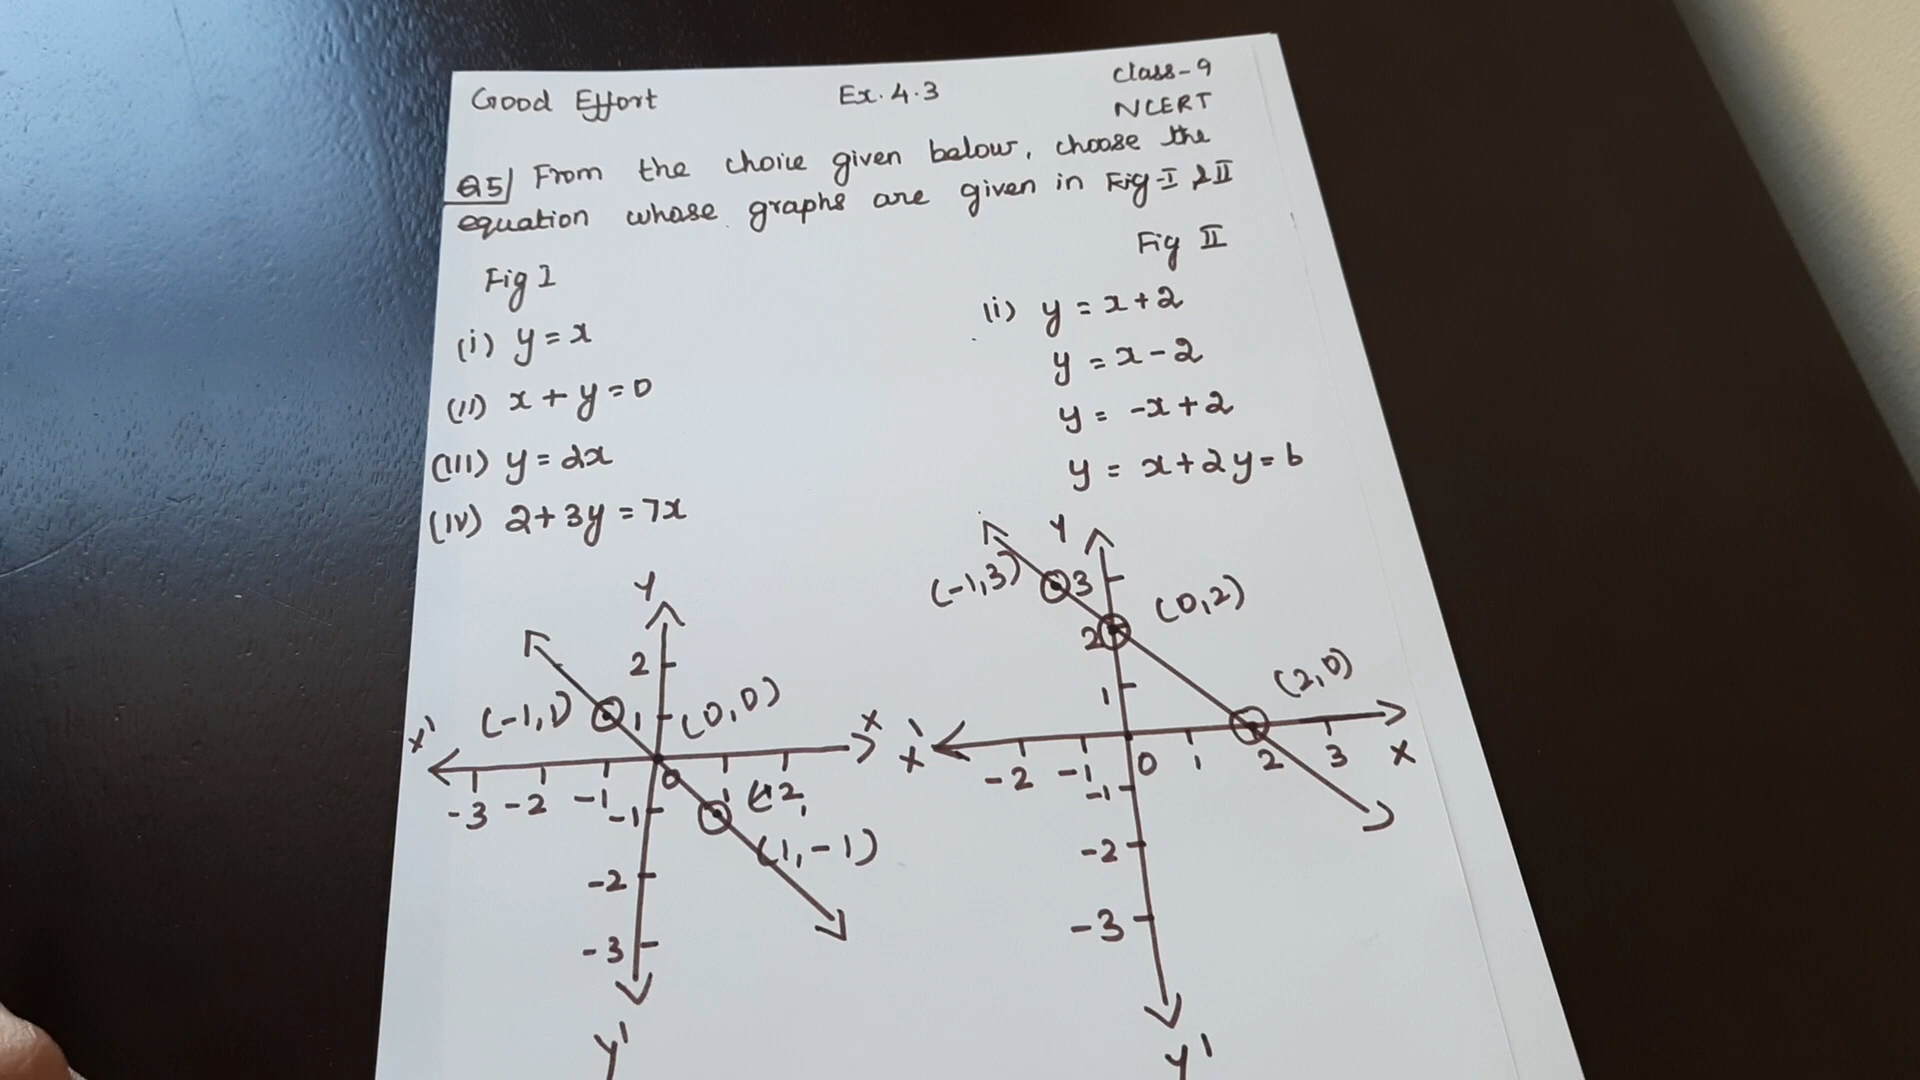 Good Effort Ex. 4.3 Class-9
NCERT
Q5/ From the choice given below, choose the
equation whose graphs are given in Fig-I & II
Fig I Fig II
(i) y = x
(ii) x + y = 0
(iii) y = 2x
(iv) 2 + 3y = 7x
(i) y = x + 2
y = x - 2
y = -x + 2
y = x + 2y = 6
Y
2
(-1,1) 1 (0,0)
X' X
-3 -2 -1 0 1 2
-1
(1,-1)
-2
-3
Y'
Y
(-1,3) 3
2 (0,2)
1 (2,0)
X' X
-2 -1 0 1 2 3
-1
-2
-3
Y'